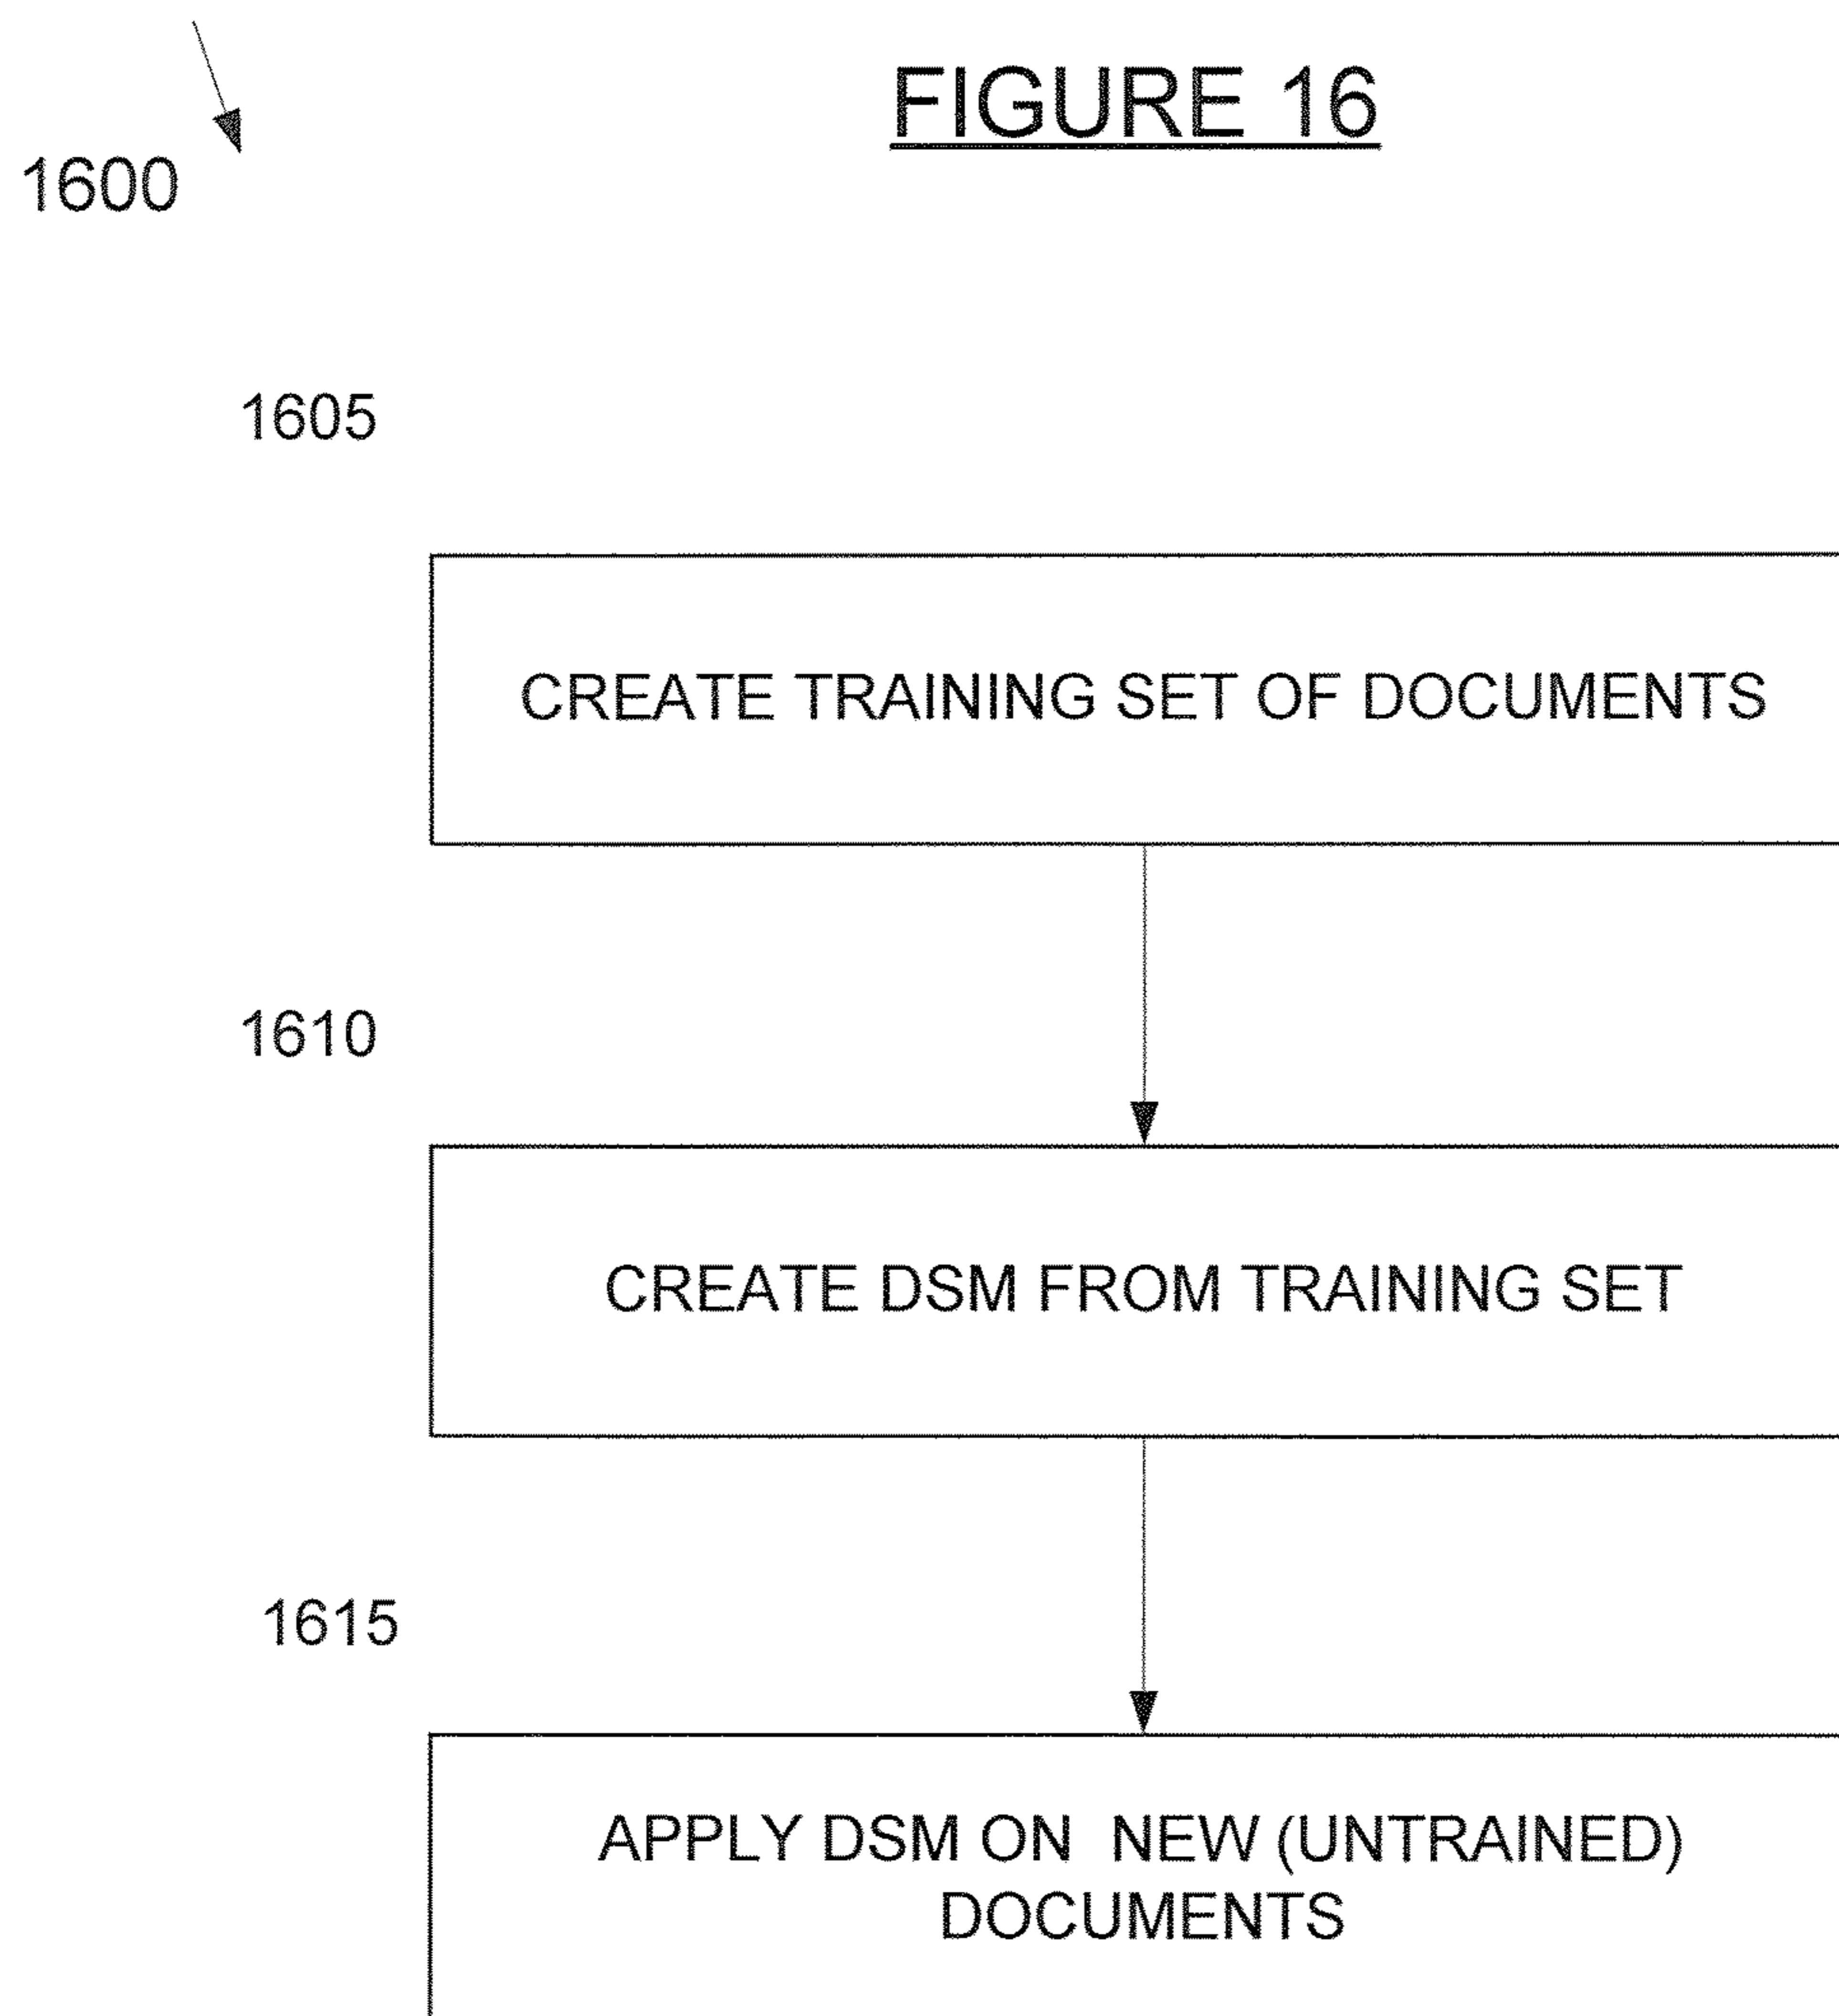 FIGURE 16
1600
1605
CREATE TRAINING SET OF DOCUMENTS
1610
CREATE DSM FROM TRAINING SET
1615
APPLY DSM ON NEW (UNTRAINED)
DOCUMENTS